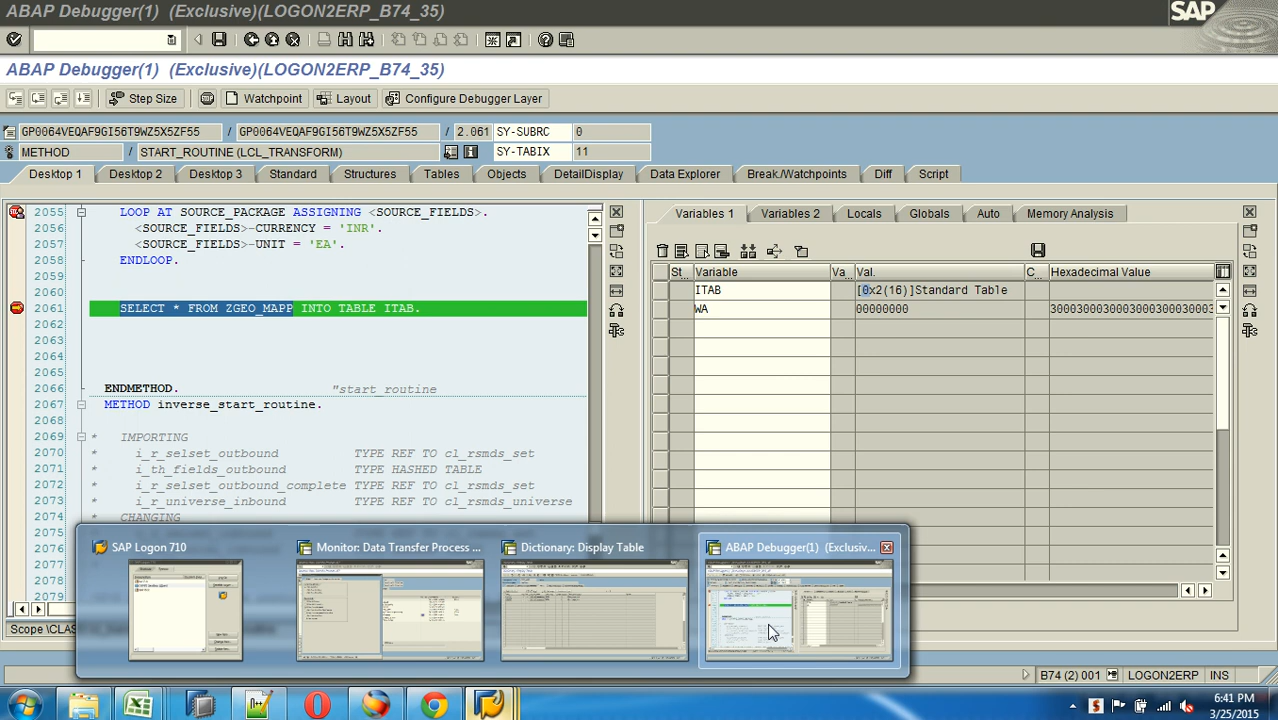 ABAP Debugger(1) (Exclusive)(LOGON2ERP_B74_35)
SAP
ABAP Debugger(1) (Exclusive)(LOGON2ERP_B74_35)
Step Size Watchpoint Layout Configure Debugger Layer
GP0064VEQAF9GI56T9WZ5X5ZF55 / GP0064VEQAF9GI56T9WZ5X5ZF55 / 2.061 SY-SUBRC 0
METHOD / START_ROUTINE (LCL_TRANSFORM) SY-TABIX 11
Desktop 1 Desktop 2 Desktop 3 Standard Structures Tables Objects DetailDisplay Data Explorer Break./Watchpoints Diff Script
2055 LOOP AT SOURCE_PACKAGE ASSIGNING <SOURCE_FIELDS>.
2056 <SOURCE_FIELDS>-CURRENCY = 'INR'.
2057 <SOURCE_FIELDS>-UNIT = 'EA'.
2058 ENDLOOP.
2059
2060
2061 SELECT * FROM ZGEO_MAPP INTO TABLE ITAB.
2062
2063
2064
2065
2066 ENDMETHOD. "start_routine
2067 METHOD inverse_start_routine.
2068
2069 * IMPORTING
2070 * i_r_selset_outbound TYPE REF TO cl_rsmds_set
2071 * i_th_fields_outbound TYPE HASHED TABLE
2072 * i_r_selset_outbound_complete TYPE REF TO cl_rsmds_set
2073 * i_r_universe_inbound TYPE REF TO cl_rsmds_universe
2074 * CHANGING
2075
2076
2077
2078
2079
Scope \CLAS
Variables 1 Variables 2 Locals Globals Auto Memory Analysis
St... Variable Va... Val. C... Hexadecimal Value
ITAB [0x2(16)]Standard Table
WA 00000000 30003000300030003000300030003
SAP Logon 710 Monitor: Data Transfer Process ... Dictionary: Display Table ABAP Debugger(1) (Exclusiv...
B74 (2) 001 LOGON2ERP INS
6:41 PM
3/25/2015